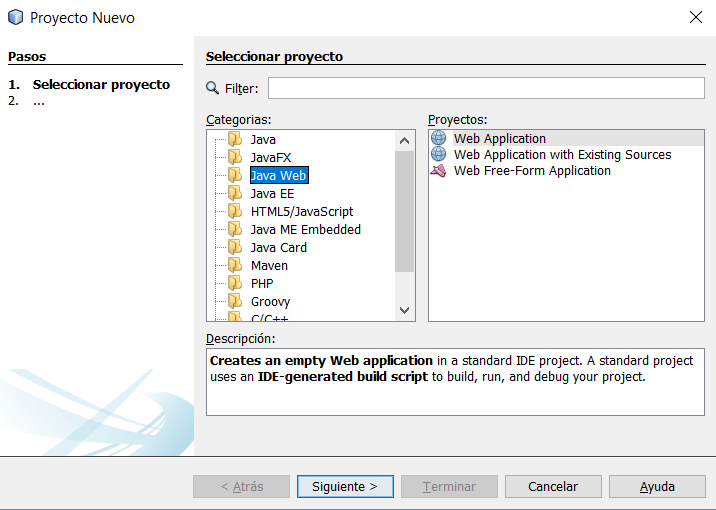 Proyecto Nuevo
Pasos
1. Seleccionar proyecto
2. ...
Seleccionar proyecto
Filter:
Categorías:
Java
JavaFX
Java Web
Java EE
HTML5/JavaScript
Java ME Embedded
Java Card
Maven
PHP
Groovy
C/C++
Proyectos:
Web Application
Web Application with Existing Sources
Web Free-Form Application
Descripción:
Creates an empty Web application in a standard IDE project. A standard project
uses an IDE-generated build script to build, run, and debug your project.
< Atrás
Siguiente >
Terminar
Cancelar
Ayuda